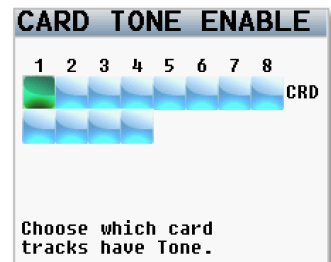 CARD TONE ENABLE
1 2 3 4 5 6 7 8
CRD
Choose which card
tracks have Tone.